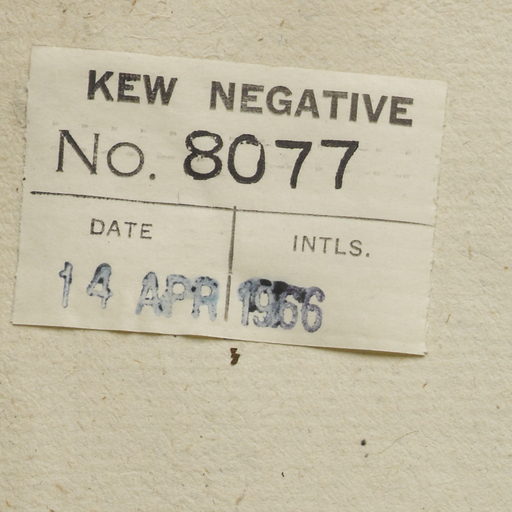 KEW NEGATIVE
No. 8077
DATE INTLS.
14 APR 1966